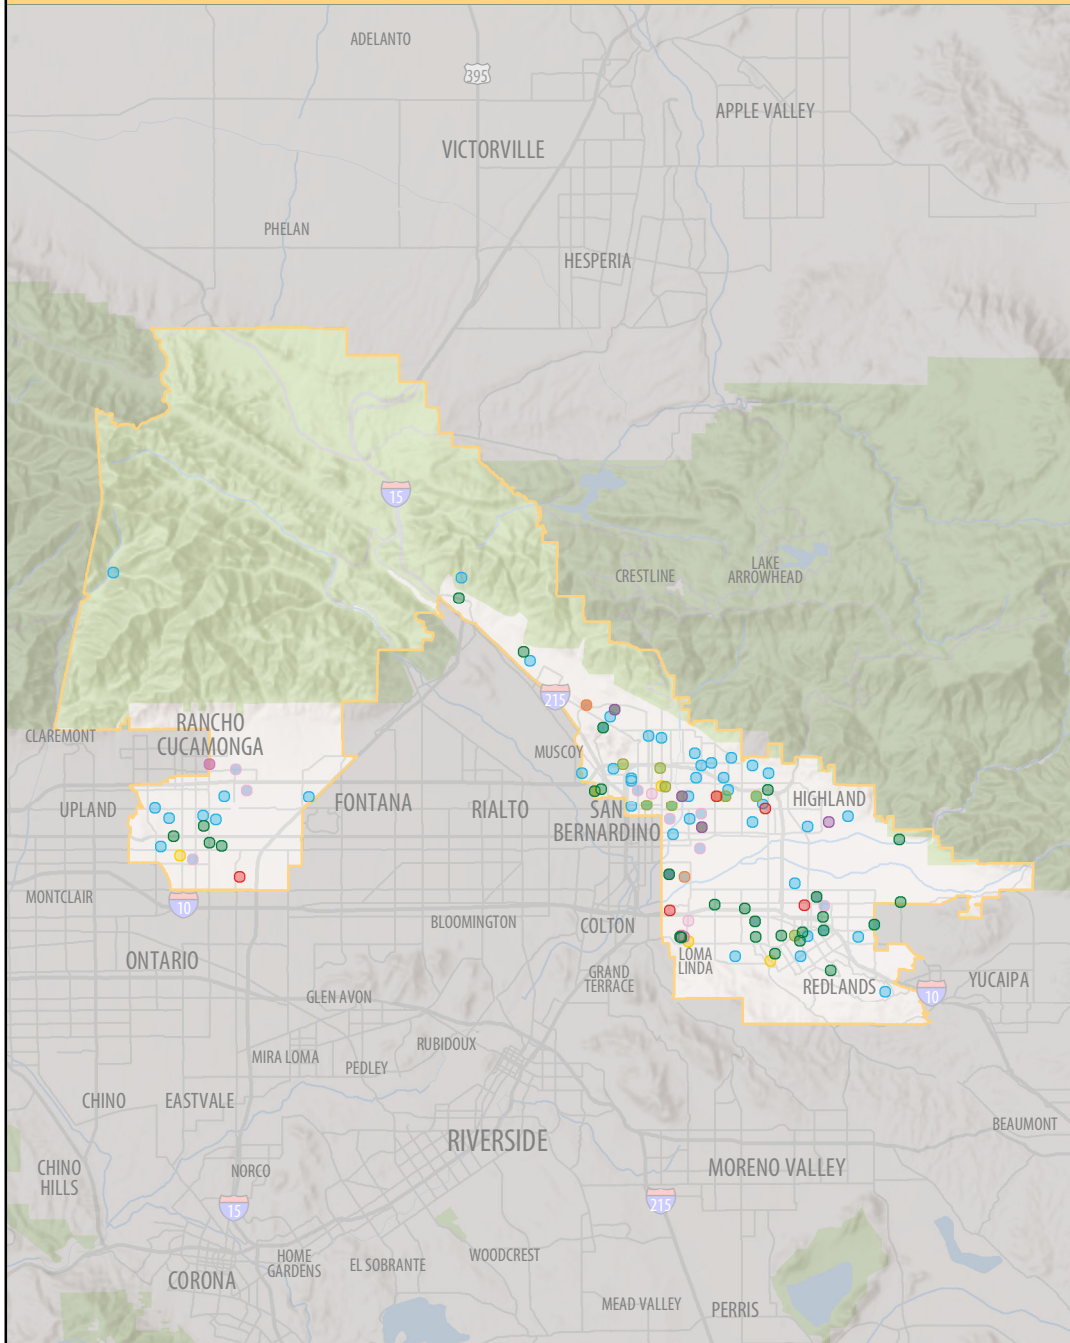 ADELANTO
395
APPLE VALLEY
VICTORVILLE
PHELAN
HESPERIA
15
CRESTLINE
LAKE
ARROWHEAD
215
RANCHO
CUCAMONGA
CLAREMONT
MUSCOY
UPLAND
FONTANA
RIALTO
SAN
BERNARDINO
HIGHLAND
MONTCLAIR
10
BLOOMINGTON
COLTON
ONTARIO
LOMA
LINDA
GRAND
TERRACE
REDLANDS
10
YUCAIPA
GLEN AVON
RUBIDOUX
MIRA LOMA
PEDLEY
CHINO
EASTVALE
RIVERSIDE
BEAUMONT
CHINO
HILLS
NORCO
MORENO VALLEY
15
215
HOME
GARDENS
EL SOBRANTE
WOODCREST
CORONA
MEAD VALLEY
PERRIS